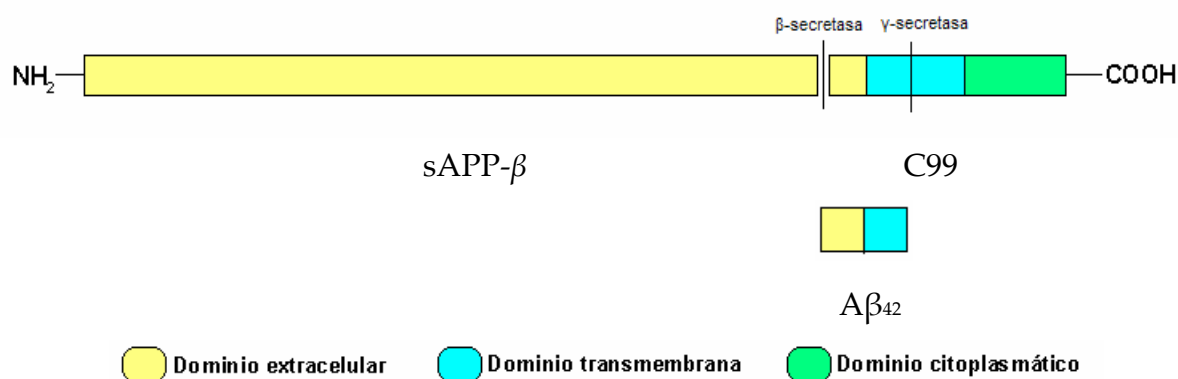 β-secretasa γ-secretasa
NH₂ COOH
sAPP-β C99
Aβ₄₂
Dominio extracelular Dominio transmembrana Dominio citoplasmático